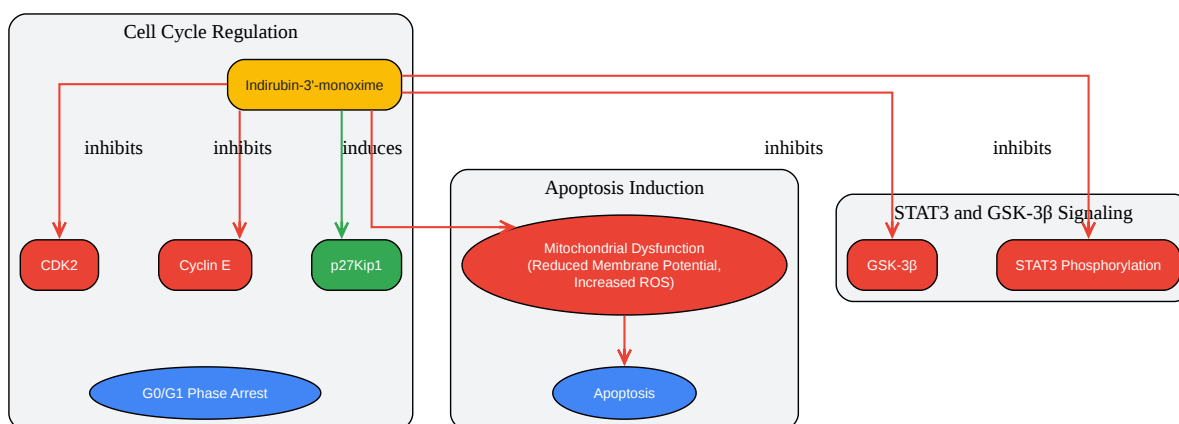 Cell Cycle Regulation
Indirubin-3'-monoxime
inhibits
inhibits
induces
inhibits
inhibits
Apoptosis Induction
STAT3 and GSK-3β Signaling
CDK2
Cyclin E
p27Kip1
Mitochondrial Dysfunction
(Reduced Membrane Potential,
Increased ROS)
GSK-3β
STAT3 Phosphorylation
G0/G1 Phase Arrest
Apoptosis